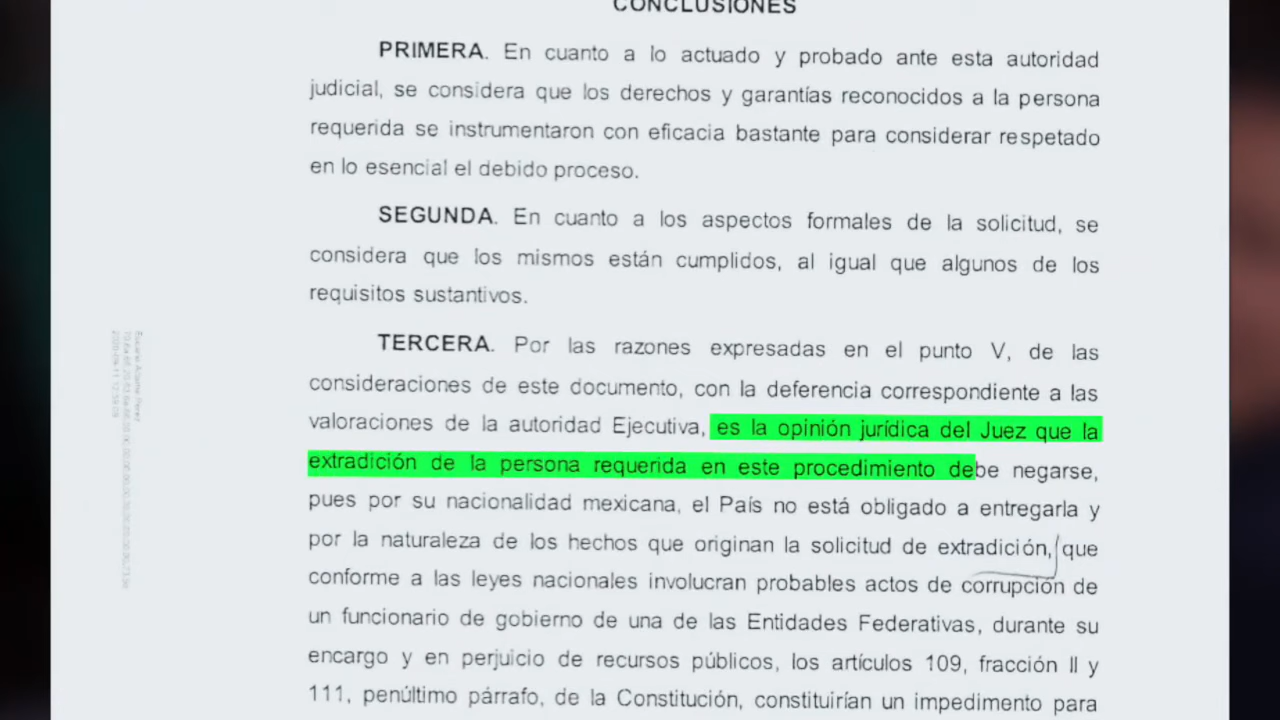 CONCLUSIONES
PRIMERA. En cuanto a lo actuado y probado ante esta autoridad
judicial, se considera que los derechos y garantías reconocidos a la persona
requerida se instrumentaron con eficacia bastante para considerar respetado
en lo esencial el debido proceso.
SEGUNDA. En cuanto a los aspectos formales de la solicitud, se
considera que los mismos están cumplidos, al igual que algunos de los
requisitos sustantivos.
TERCERA. Por las razones expresadas en el punto V, de las
consideraciones de este documento, con la deferencia correspondiente a las
valoraciones de la autoridad Ejecutiva, es la opinión jurídica del Juez que la
extradición de la persona requerida en este procedimiento debe negarse,
pues por su nacionalidad mexicana, el País no está obligado a entregarla y
por la naturaleza de los hechos que originan la solicitud de extradición, que
conforme a las leyes nacionales involucran probables actos de corrupción de
un funcionario de gobierno de una de las Entidades Federativas, durante su
encargo y en perjuicio de recursos públicos, los artículos 109, fracción II y
111, penúltimo párrafo, de la Constitución, constituirían un impedimento para